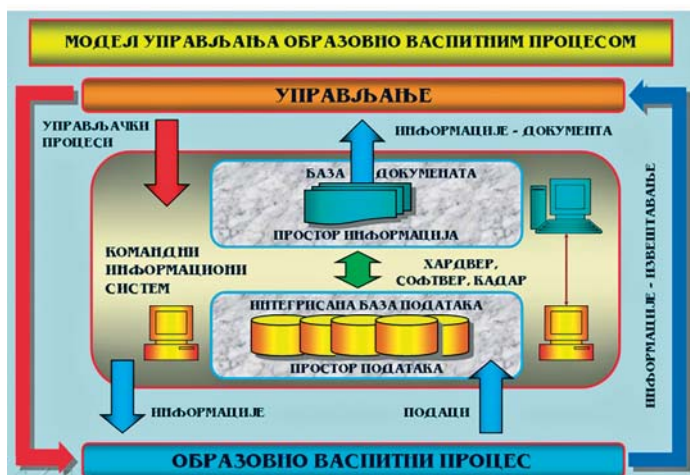 МОДЕЛ УПРАВЉАЊА ОБРАЗОВНО ВАСПИТНИМ ПРОЦЕСОМ
УПРАВЉАЊЕ
УПРАВЉАЧКИ
ПРОЦЕСИ
ИНФОРМАЦИЈЕ - ДОКУМЕНТА
БАЗА ДОКУМЕНАТА
ПРОСТОР ИНФОРМАЦИЈА
КОМАНДНИ
ИНФОРМАЦИОНИ
СИСТЕМ
ХАРДВЕР,
СОФТВЕР, КАДАР
ИНТЕГРИСАНА БАЗА ПОДАТАКА
ПРОСТОР ПОДАТАКА
ИНФОРМАЦИЈЕ - ИЗВЕШТАВАЊЕ
ИНФОРМАЦИЈЕ
ПОДАЦИ
ОБРАЗОВНО ВАСПИТНИ ПРОЦЕС